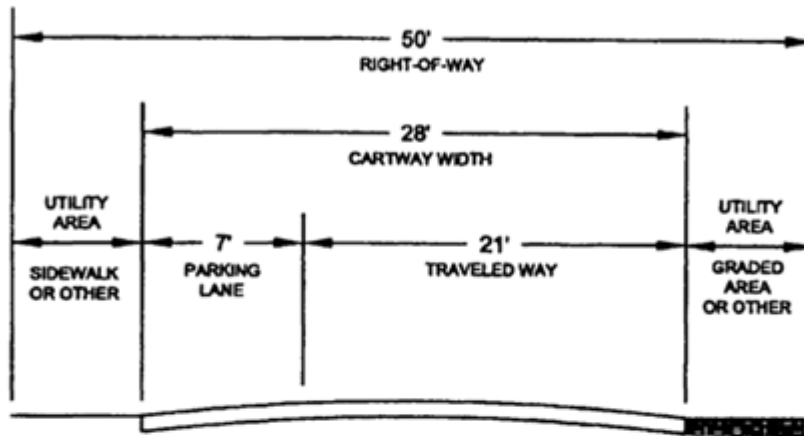 50'
RIGHT-OF-WAY
28'
CARTWAY WIDTH
UTILITY
AREA
SIDEWALK
OR OTHER
7'
PARKING
LANE
21'
TRAVELED WAY
UTILITY
AREA
GRADED
AREA
OR OTHER